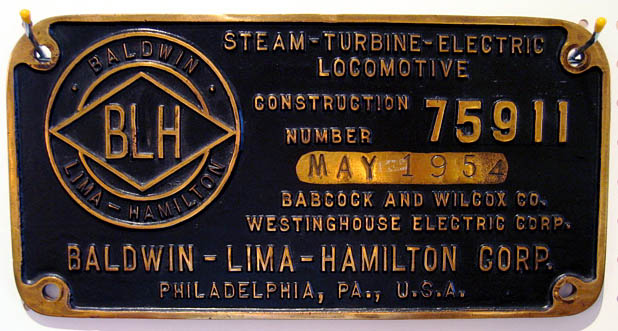 BALDWIN
BLH
LIMA-HAMILTON
STEAM-TURBINE-ELECTRIC
LOCOMOTIVE
CONSTRUCTION
NUMBER 75911
MAY-1954
BABCOCK AND WILCOX CO.
WESTINGHOUSE ELECTRIC CORP.
BALDWIN-LIMA-HAMILTON CORP.
PHILADELPHIA, PA., U.S.A.